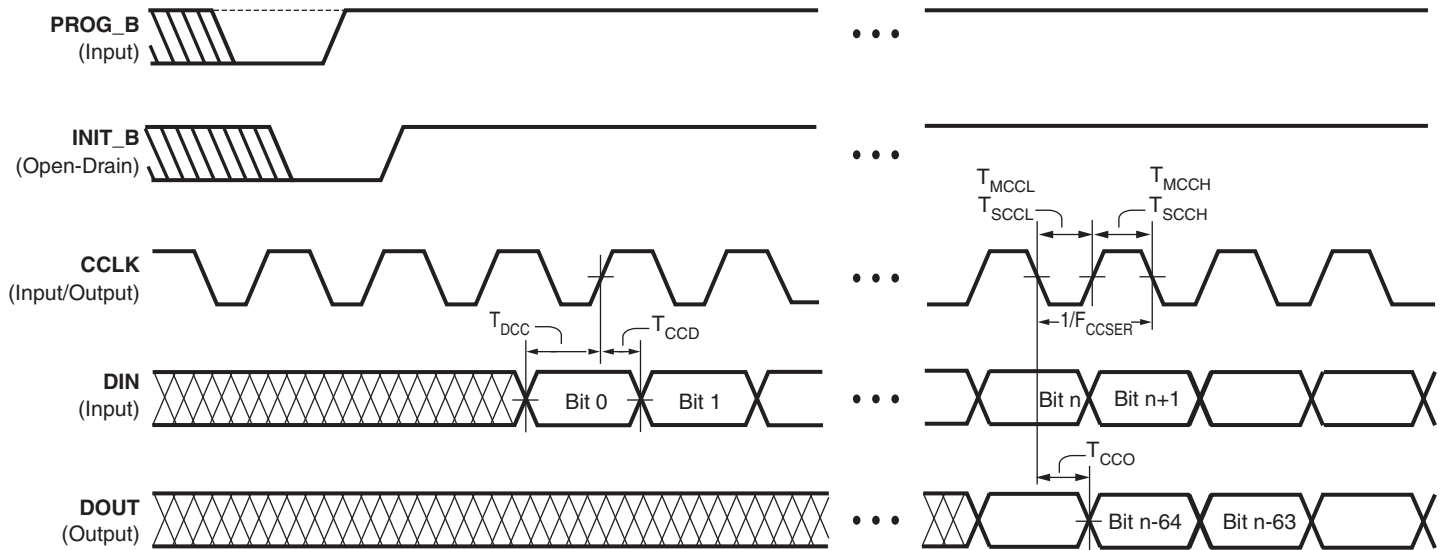 PROG_B
(Input)
INIT_B
(Open-Drain)
T_MCCL T_MCCH
T_SCCL T_SCCH
CCLK
(Input/Output)
1/F_CCSER
T_DCC T_CCD
DIN
(Input)
Bit 0 Bit 1 Bit n Bit n+1
T_CCO
DOUT
(Output)
Bit n-64 Bit n-63